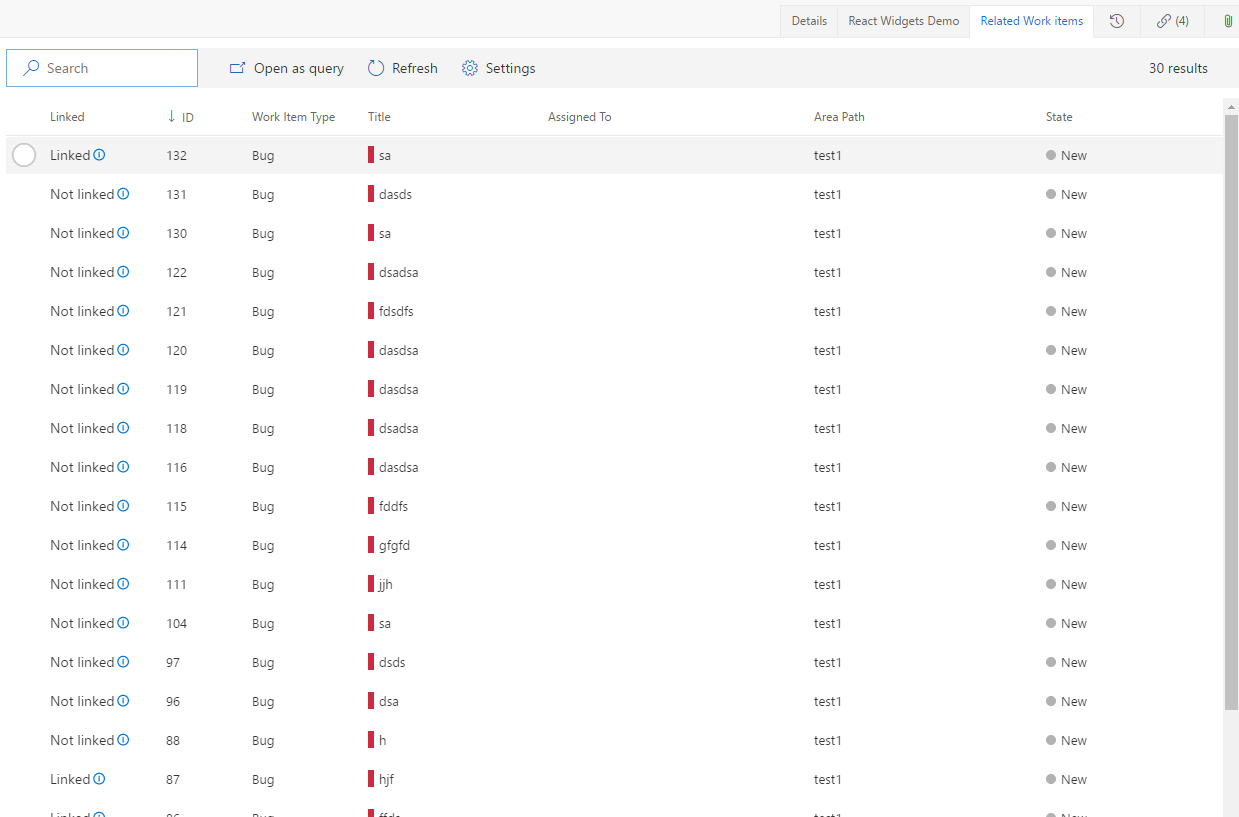 Details React Widgets Demo Related Work items (4)
Search Open as query Refresh Settings 30 results
Linked ↓ ID Work Item Type Title Assigned To Area Path State
Linked 132 Bug sa test1 New
Not linked 131 Bug dasds test1 New
Not linked 130 Bug sa test1 New
Not linked 122 Bug dsadsa test1 New
Not linked 121 Bug fdsdfs test1 New
Not linked 120 Bug dasdsa test1 New
Not linked 119 Bug dasdsa test1 New
Not linked 118 Bug dsadsa test1 New
Not linked 116 Bug dasdsa test1 New
Not linked 115 Bug fddfs test1 New
Not linked 114 Bug gfgfd test1 New
Not linked 111 Bug jjh test1 New
Not linked 104 Bug sa test1 New
Not linked 97 Bug dsds test1 New
Not linked 96 Bug dsa test1 New
Not linked 88 Bug h test1 New
Linked 87 Bug hjf test1 New
Linked 86 Bug test1 New